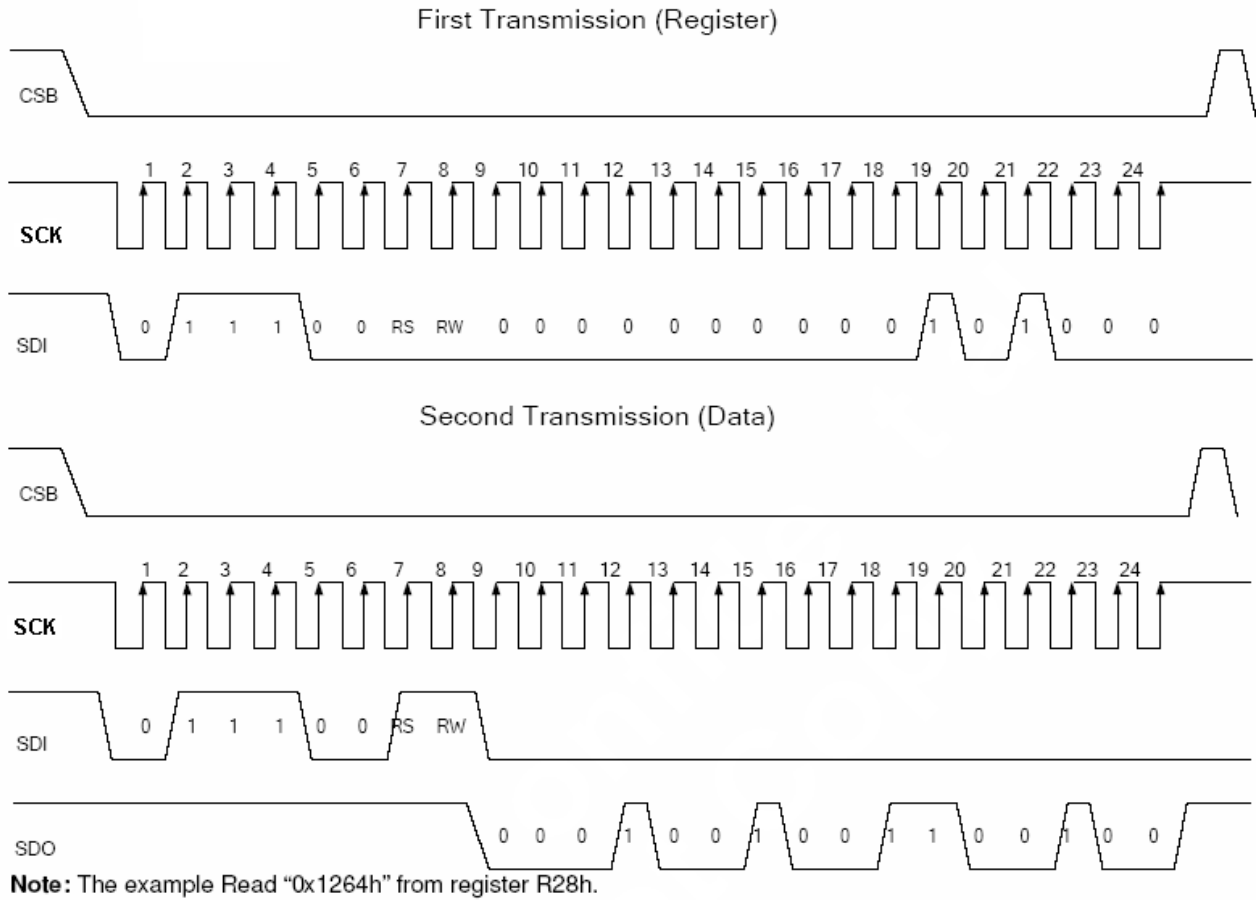 First Transmission (Register)
CSB
1 2 3 4 5 6 7 8 9 10 11 12 13 14 15 16 17 18 19 20 21 22 23 24
SCK
0 1 1 1 0 0 RS RW 0 0 0 0 0 0 0 0 0 0 1 0 1 0 0 0
SDI
Second Transmission (Data)
CSB
1 2 3 4 5 6 7 8 9 10 11 12 13 14 15 16 17 18 19 20 21 22 23 24
SCK
0 1 1 1 0 0 RS RW
SDI
0 0 0 1 0 0 1 0 0 1 1 0 0 1 0 0
SDO
Note: The example Read “0x1264h” from register R28h.